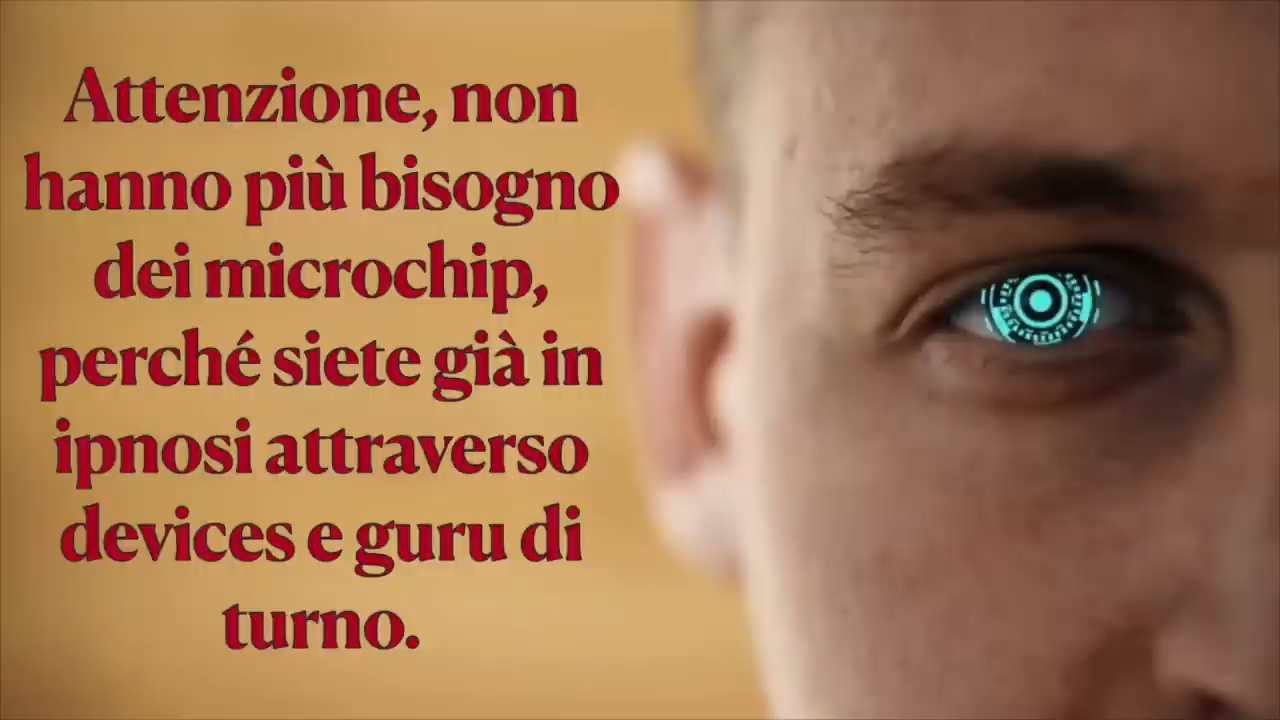 Attenzione, non
hanno più bisogno
dei microchip,
perché siete già in
ipnosi attraverso
devices e guru di
turno.